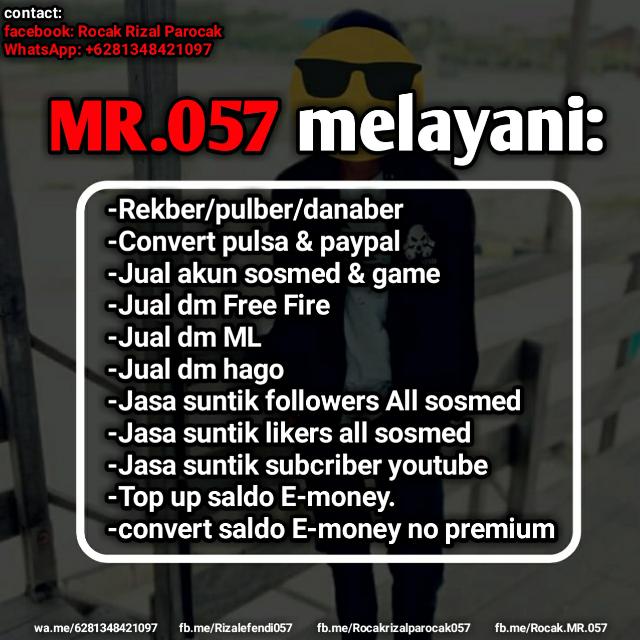 contact:
facebook: Rocak Rizal Parocak
WhatsApp: +6281348421097
MR.057 melayani:
-Rekber/pulber/danaber
-Convert pulsa & paypal
-Jual akun sosmed & game
-Jual dm Free Fire
-Jual dm ML
-Jual dm hago
-Jasa suntik followers All sosmed
-Jasa suntik likers all sosmed
-Jasa suntik subcriber youtube
-Top up saldo E-money.
-convert saldo E-money no premium
wa.me/6281348421097 fb.me/Rizalefendi057 fb.me/Rocakrizalparocak057 fb.me/Rocak.MR.057